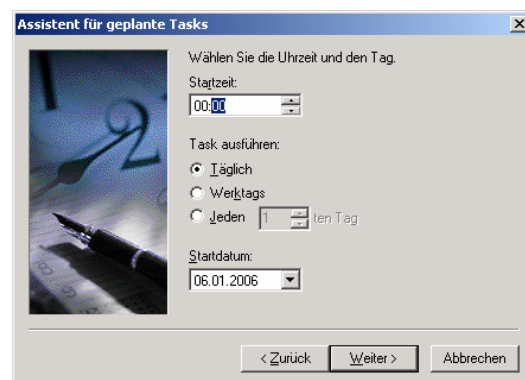 Assistent für geplante Tasks
Wählen Sie die Uhrzeit und den Tag.
Startzeit:
00:00
Task ausführen:
Täglich
Werktags
Jeden 1 ten Tag
Startdatum:
06.01.2006
< Zurück Weiter > Abbrechen